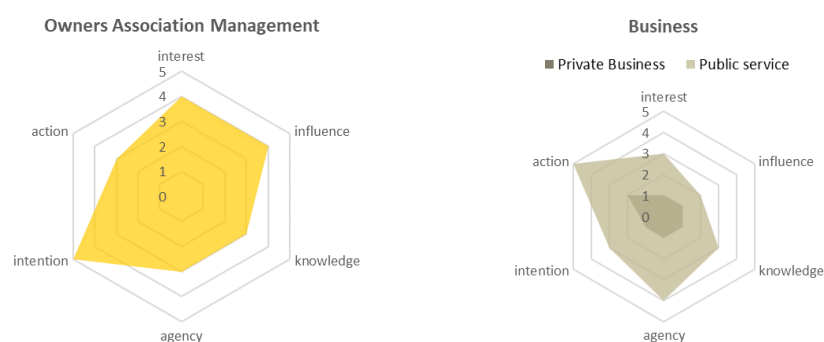 Owners Association Management
interest
5
4
3
2
1
0
action
influence
intention
knowledge
agency
Business
Private Business Public service
interest
5
4
3
2
1
0
action
influence
intention
knowledge
agency